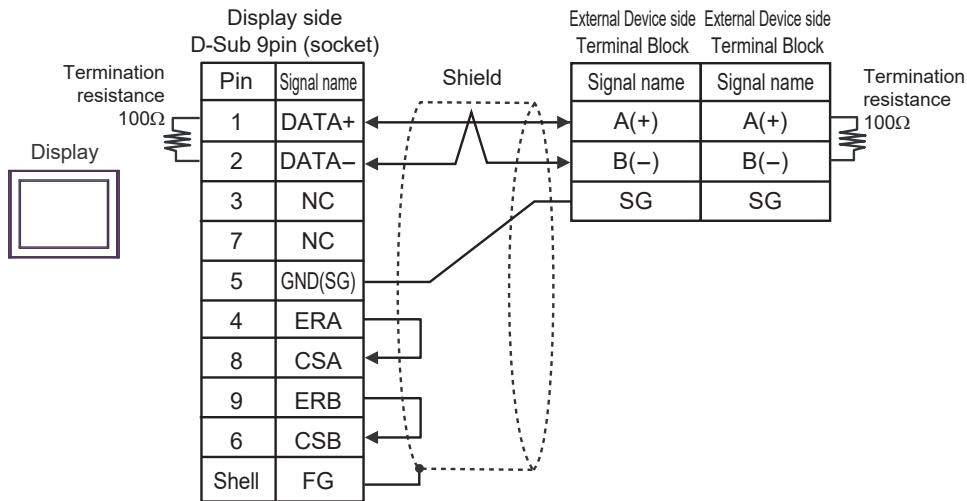 Display side
D-Sub 9pin (socket)
Termination
resistance
100Ω
Display
Pin Signal name
1 DATA+
2 DATA−
3 NC
7 NC
5 GND(SG)
4 ERA
8 CSA
9 ERB
6 CSB
Shell FG
Shield
External Device side External Device side
Terminal Block Terminal Block
Signal name Signal name
A(+) A(+)
B(−) B(−)
SG SG
Termination
resistance
100Ω